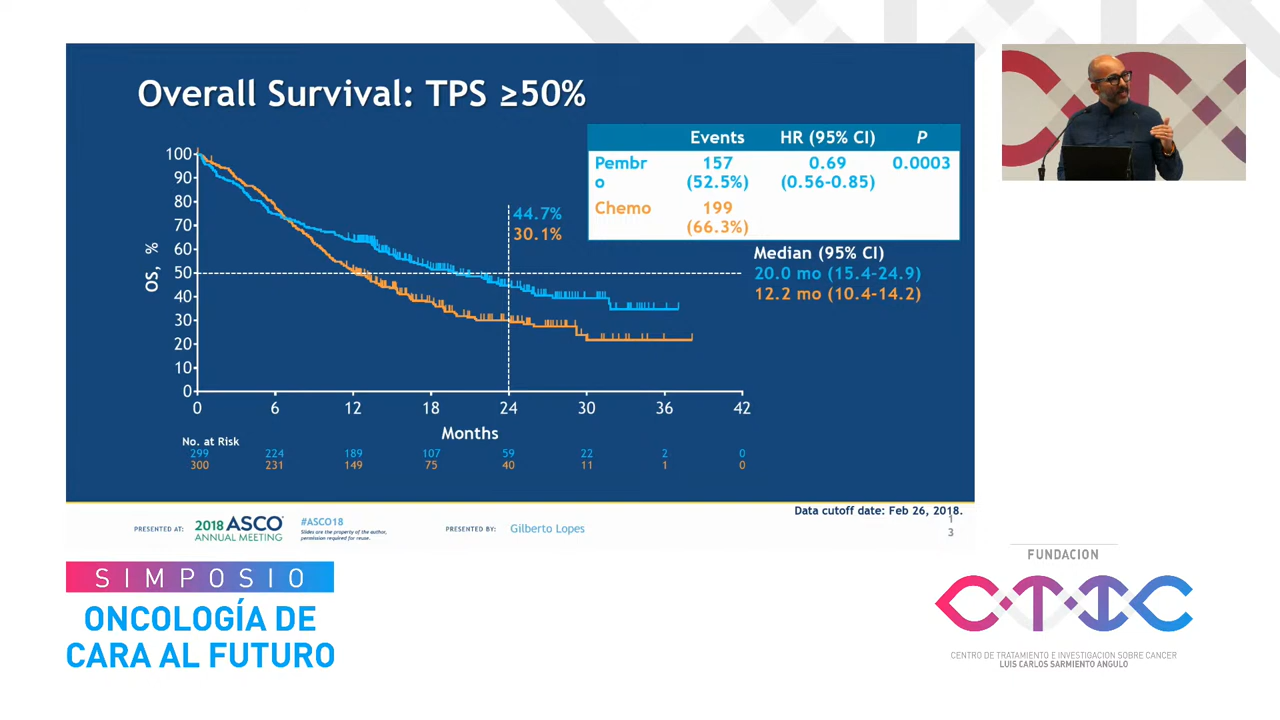 Overall Survival: TPS ≥50%
Events HR (95% CI) P
Pembr
o
157
(52.5%)
0.69
(0.56-0.85)
0.0003
Chemo
199
(66.3%)
Median (95% CI)
20.0 mo (15.4-24.9)
12.2 mo (10.4-14.2)
44.7%
30.1%
OS, %
100
90
80
70
60
50
40
30
20
10
0
0 6 12 18 24 30 36 42
Months
No. at Risk
299 224 189 107 59 22 2 0
300 231 149 75 40 11 1 0
Data cutoff date: Feb 26, 2018.
1
3
PRESENTED AT:
2018 ASCO
ANNUAL MEETING
#ASCO18
Slides are the property of the author,
permission required for reuse.
PRESENTED BY: Gilberto Lopes
SIMPOSIO
ONCOLOGÍA DE
CARA AL FUTURO
FUNDACION
CTIC
CENTRO DE TRATAMIENTO E INVESTIGACION SOBRE CANCER
LUIS CARLOS SARMIENTO ANGULO